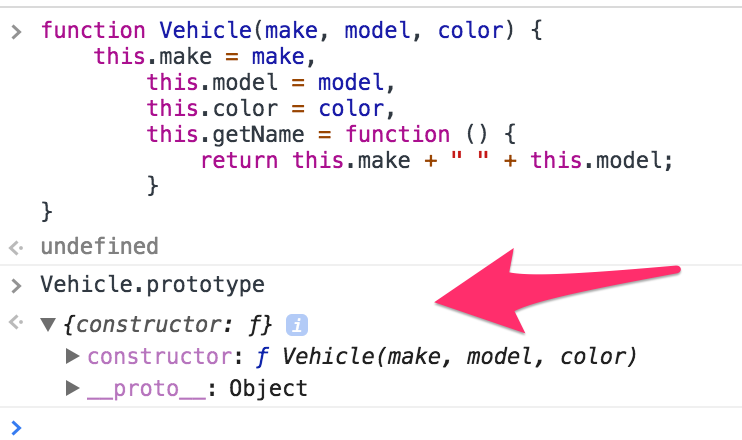 function Vehicle(make, model, color) {
this.make = make,
this.model = model,
this.color = color,
this.getName = function () {
return this.make + " " + this.model;
}
}
undefined
Vehicle.prototype
{constructor: ƒ} i
constructor: ƒ Vehicle(make, model, color)
__proto__: Object